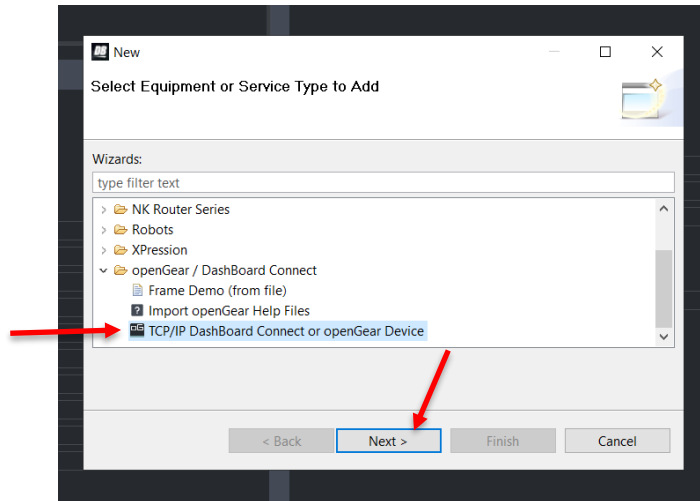 DB New
Select Equipment or Service Type to Add
Wizards:
type filter text
NK Router Series
Robots
XPression
openGear / DashBoard Connect
Frame Demo (from file)
? Import openGear Help Files
oG TCP/IP DashBoard Connect or openGear Device
< Back Next > Finish Cancel